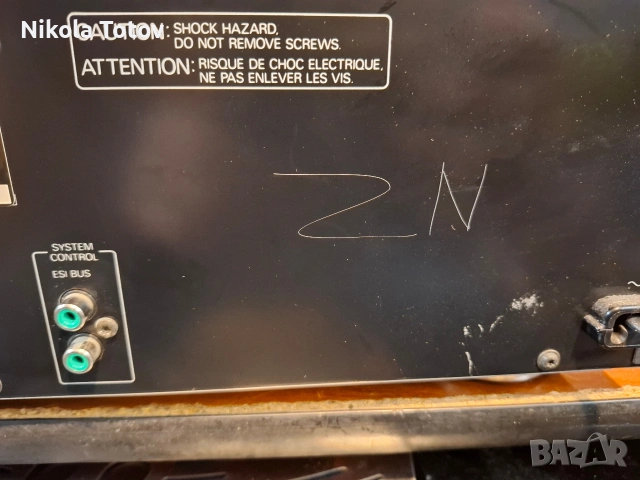 Nikola Totov
CAUTION: SHOCK HAZARD,
DO NOT REMOVE SCREWS.
ATTENTION: RISQUE DE CHOC ELECTRIQUE,
NE PAS ENLEVER LES VIS.
ZN
SYSTEM
CONTROL
ESI BUS
BAZAR